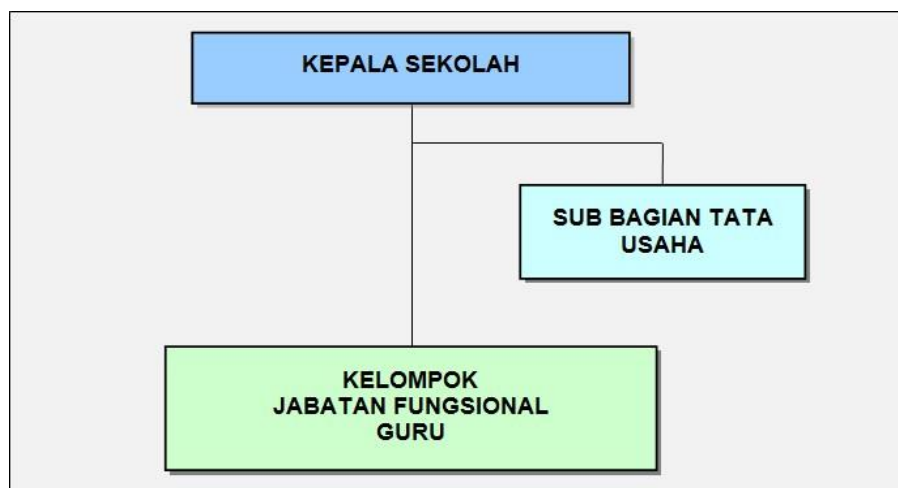 KEPALA SEKOLAH
SUB BAGIAN TATA
USAHA
KELOMPOK
JABATAN FUNGSIONAL
GURU